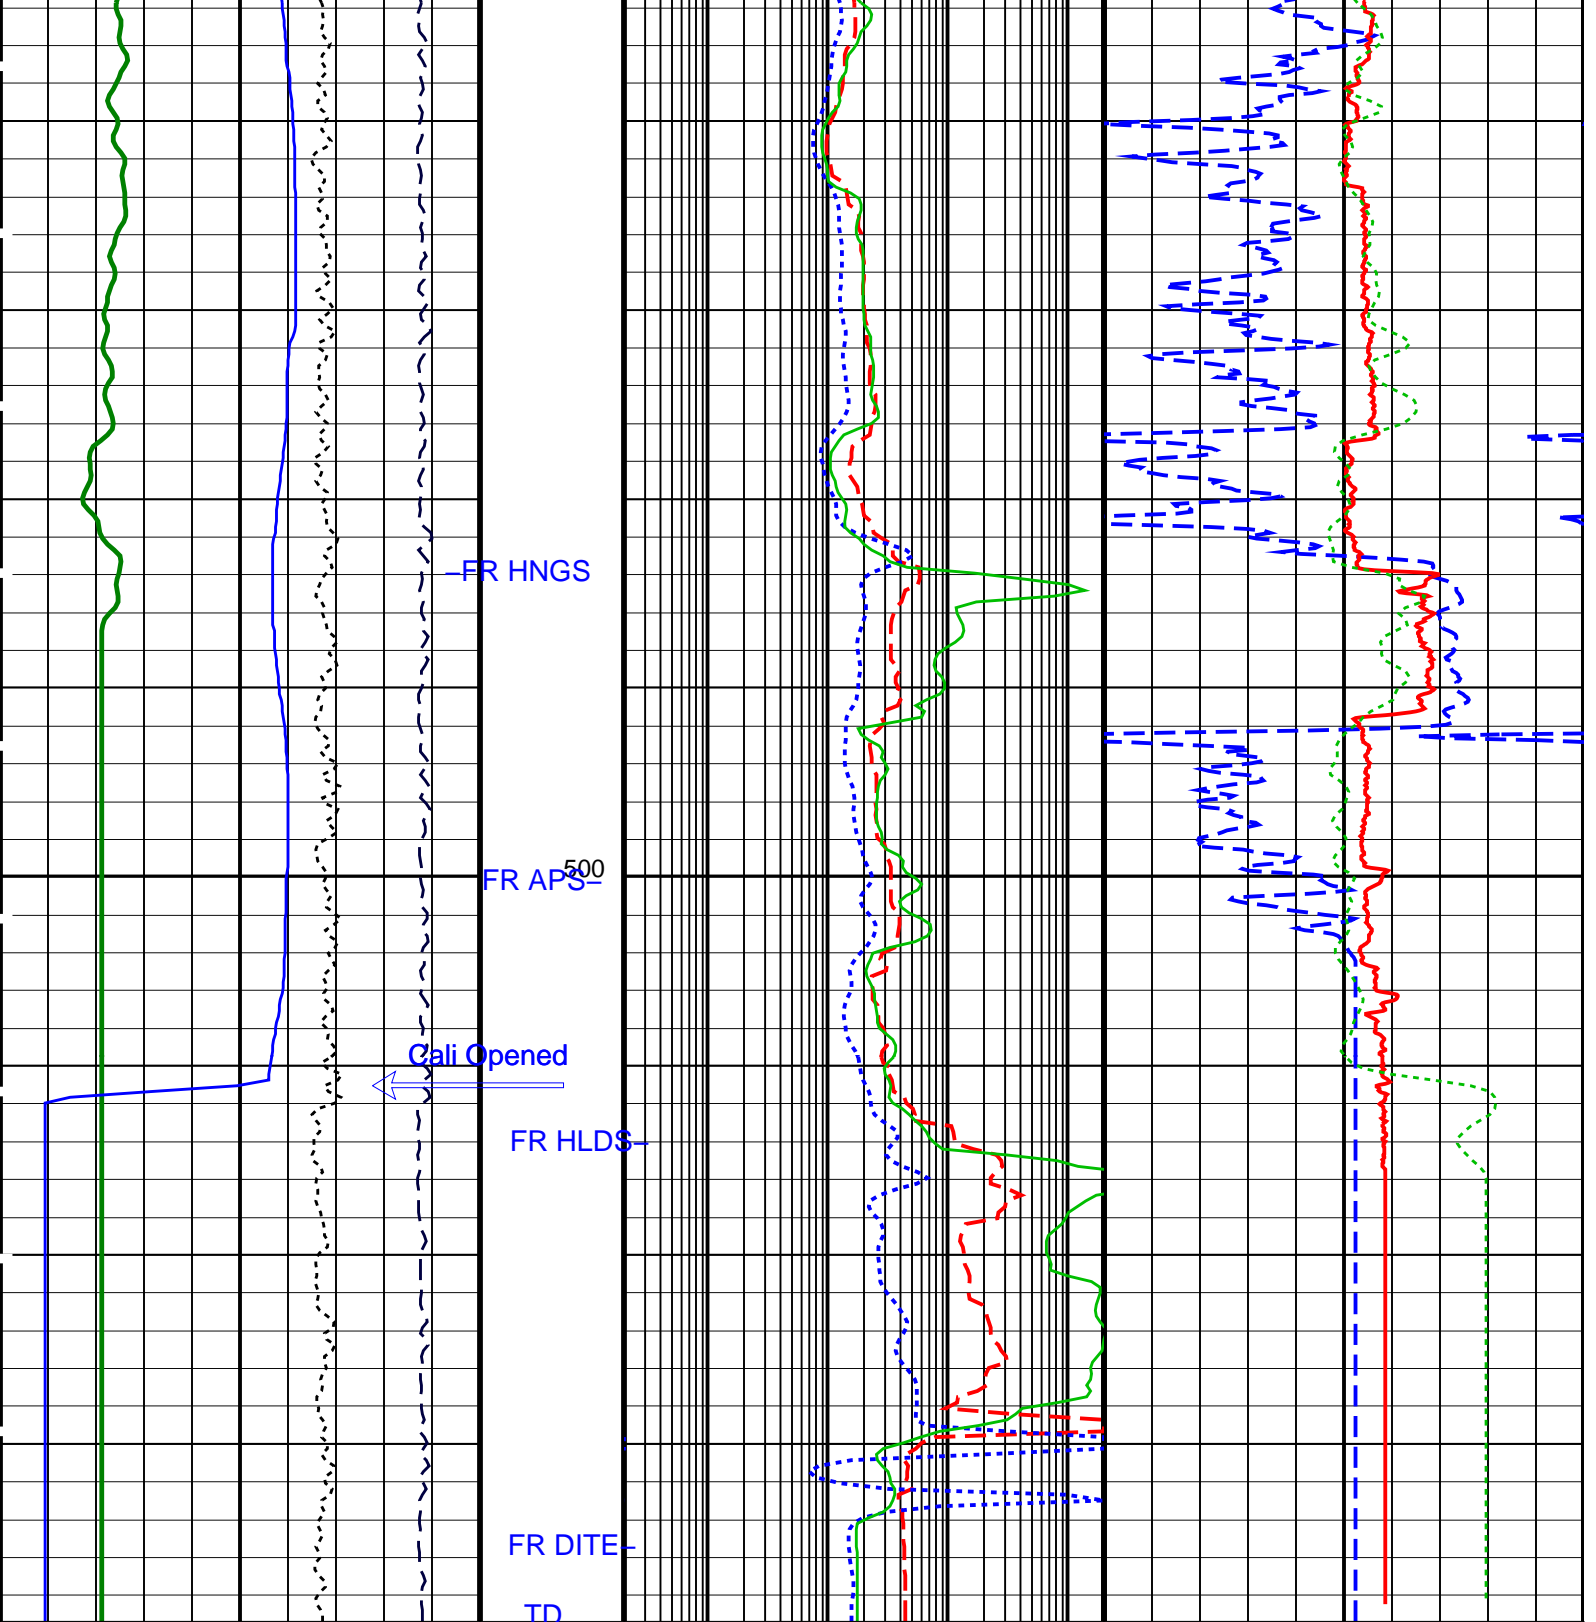 –FR HNGS
500
FR APS–
Cali Opened
FR HLDS–
FR DITE–
TD